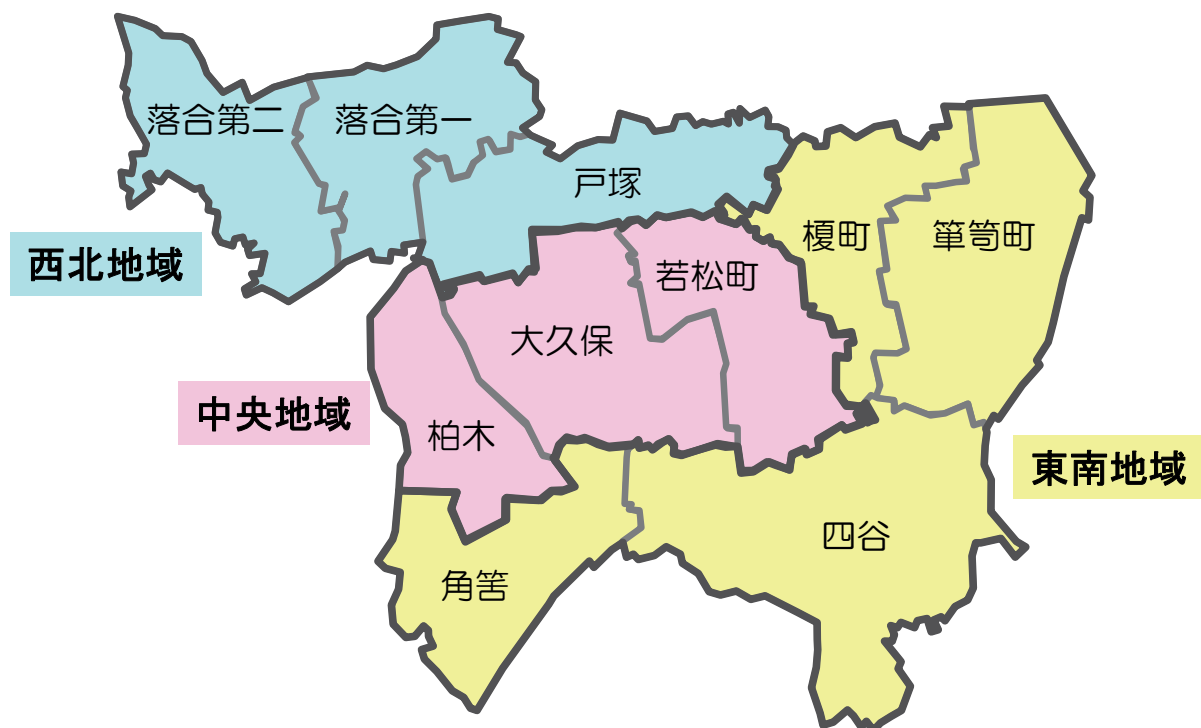 落合第二
落合第一
戸塚
榎町
箪笥町
西北地域
若松町
大久保
中央地域
柏木
東南地域
四谷
角筈